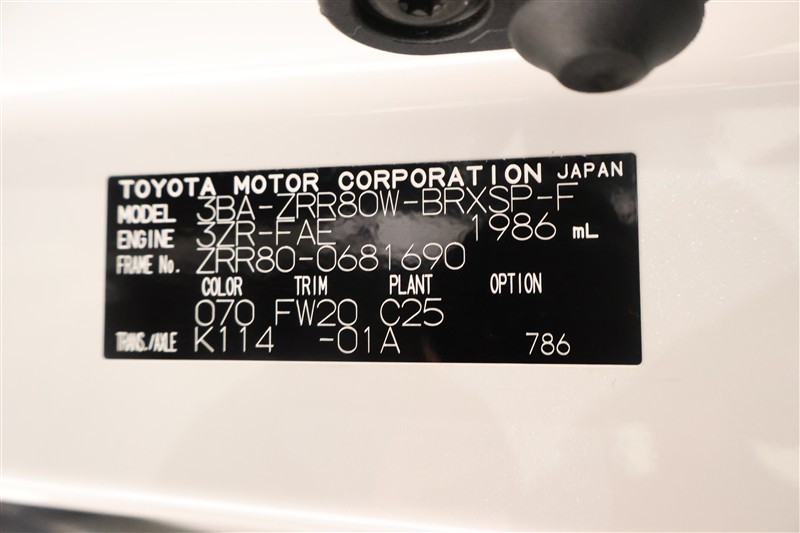 TOYOTA MOTOR CORPORATION JAPAN
MODEL 3BA-ZRR80W-BRXSP-F
ENGINE 3ZR-FAE 1986 mL
FRAME No. ZRR80-0681690
COLOR TRIM PLANT OPTION
070 FW20 C25
TRANS./AXLE K114 -01A 786